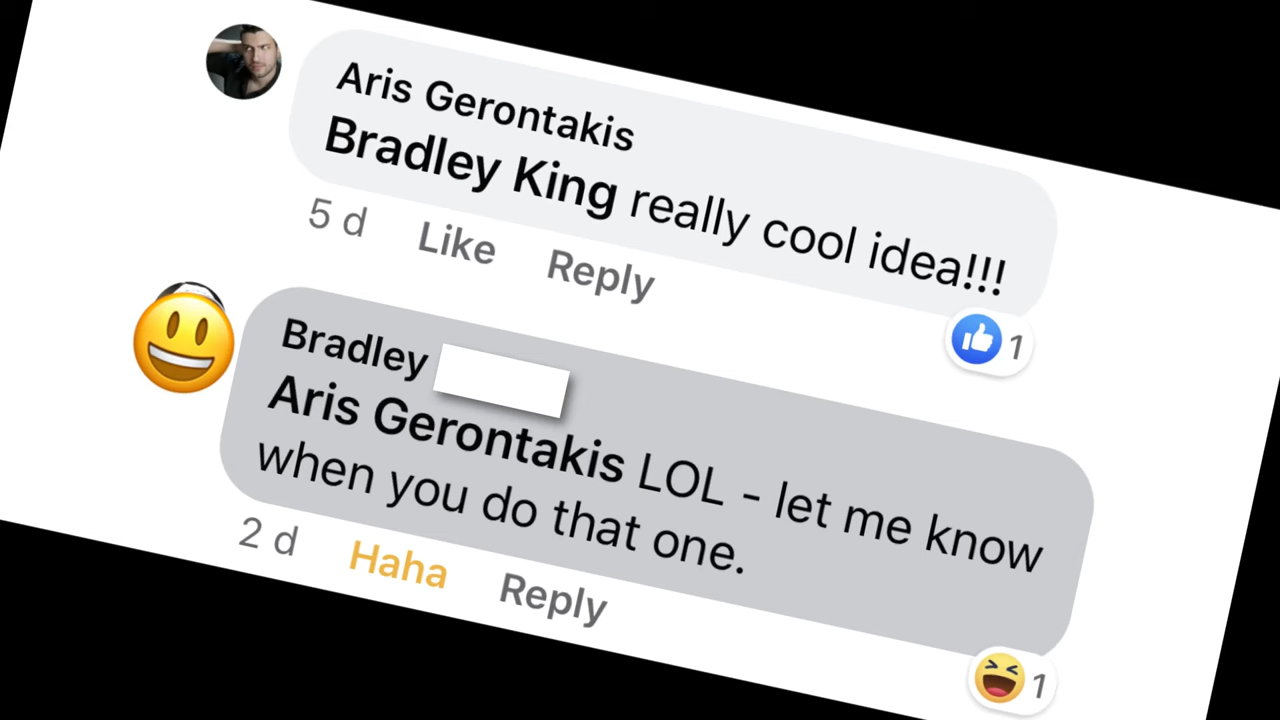 Aris Gerontakis
Bradley King really cool idea!!!
5 d Like Reply
1
Bradley
Aris Gerontakis LOL - let me know
when you do that one.
2 d Haha Reply
1